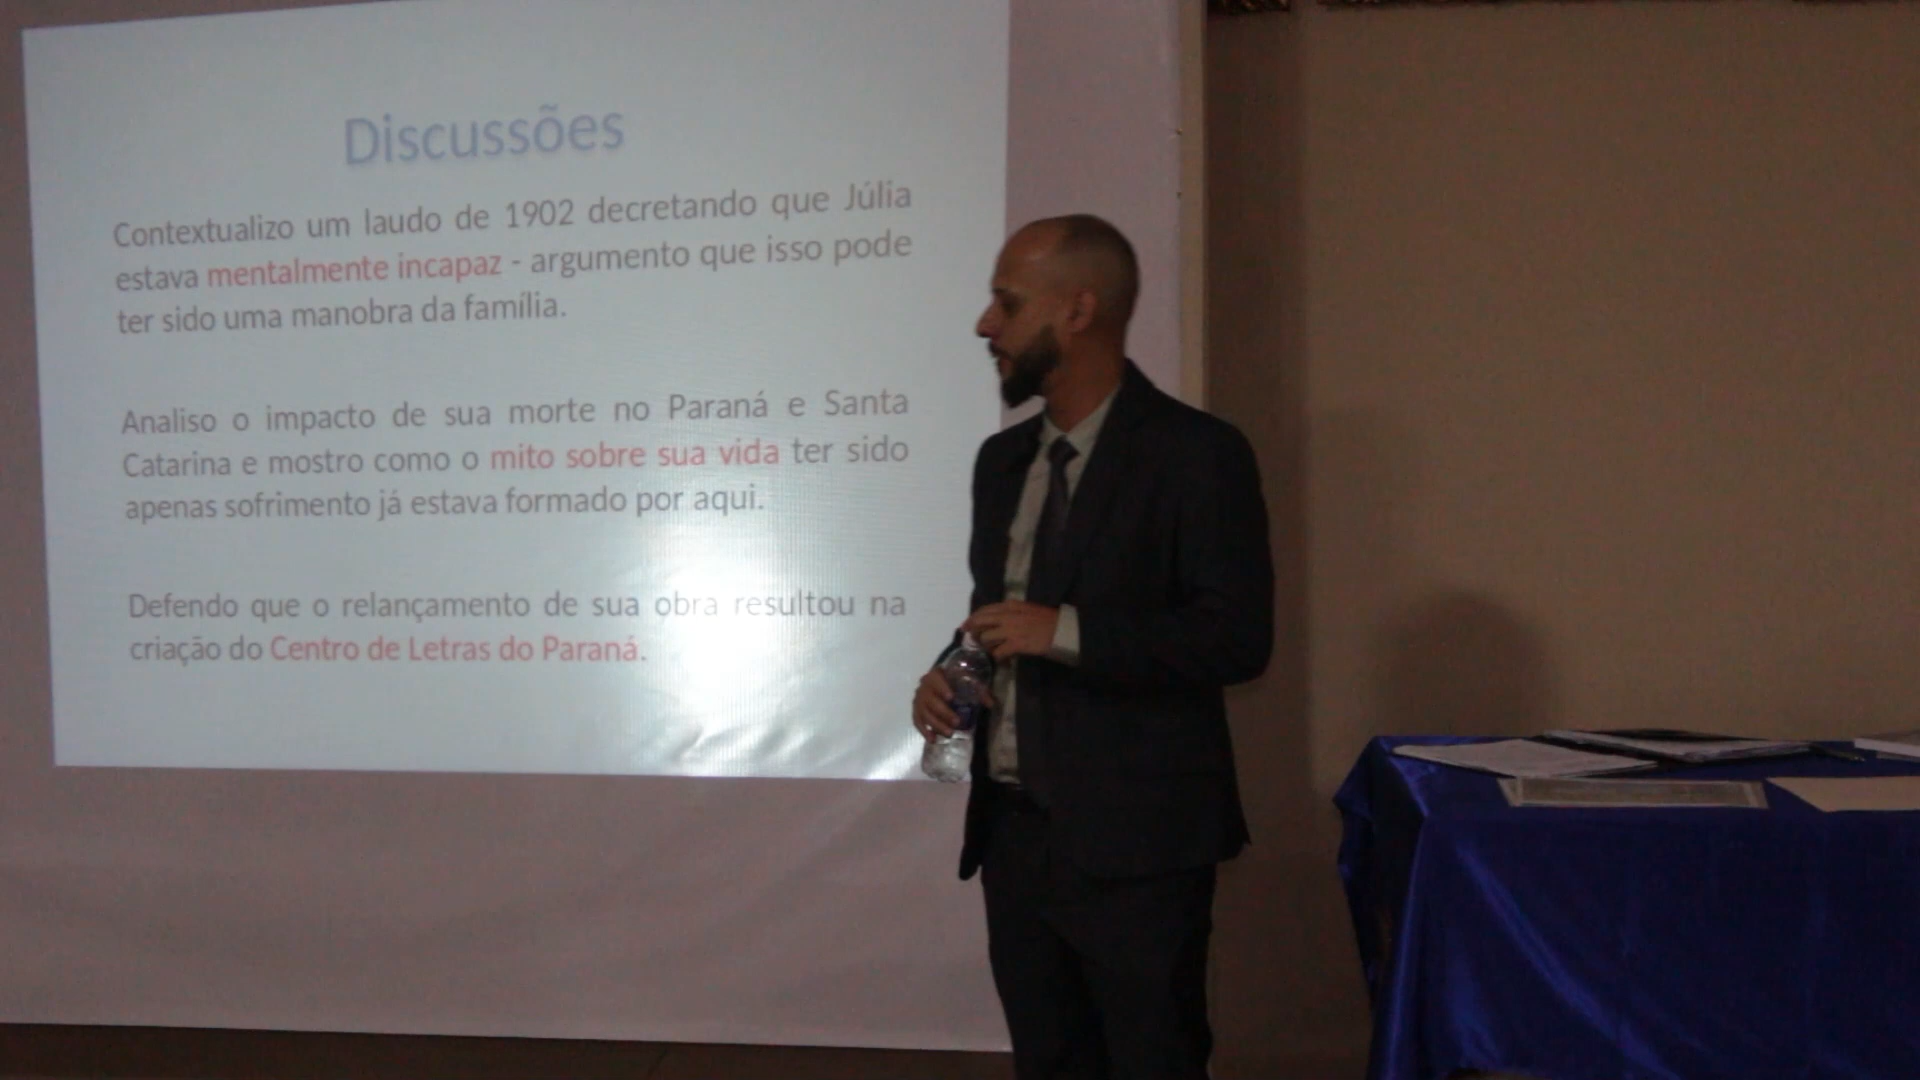 Discussões
Contextualizo um laudo de 1902 decretando que Júlia
estava mentalmente incapaz - argumento que isso pode
ter sido uma manobra da família.
Analiso o impacto de sua morte no Paraná e Santa
Catarina e mostro como o mito sobre sua vida ter sido
apenas sofrimento já estava formado por aqui.
Defendo que o relançamento de sua obra resultou na
criação do Centro de Letras do Paraná.